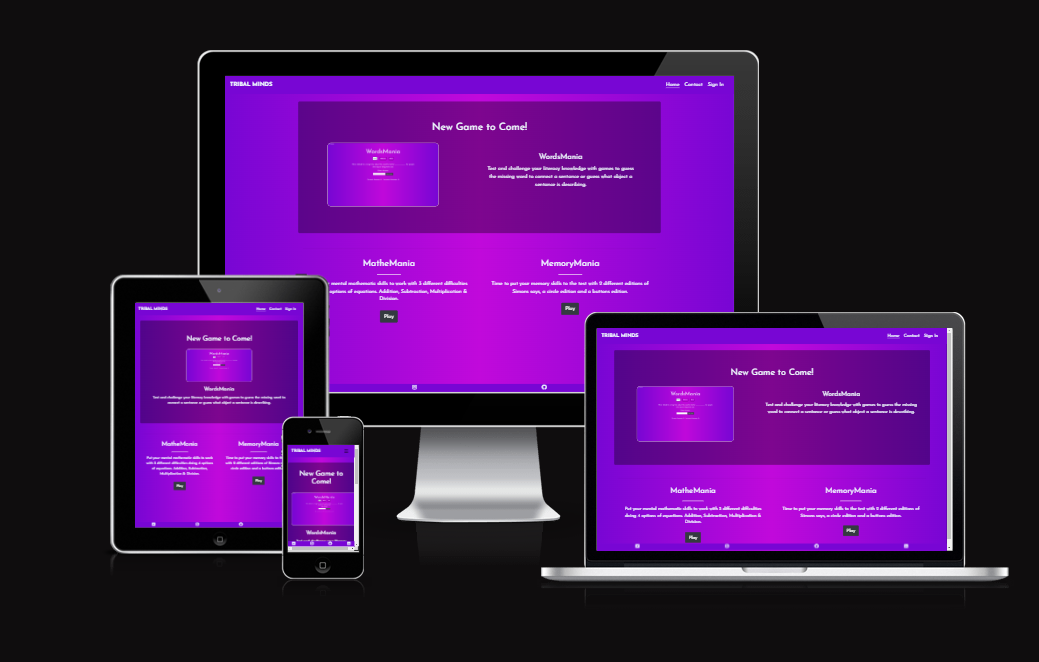 TRIBAL MINDS
Home Contact Sign In
New Game to Come!
WordsMania
WordsMania
Test and challenge your literacy knowledge with games to guess
the missing word to connect a sentence or guess what object a
sentence is describing.
MatheMania
mental mathematic skills to work with 3 different difficulties
options of equations. Addition, Subtraction, Multiplication &
Division.
Play
MemoryMania
Time to put your memory skills to the test with 2 different editions of
Simons says, a circle edition and a buttons edition.
Play
TRIBAL MINDS
Home Contact Sign In
New Game to Come!
WordsMania
WordsMania
Test and challenge your literacy knowledge with games to guess the missing word to
connect a sentence or guess what object a sentence is describing.
MatheMania
Put your mental mathematic skills to work
with 3 different difficulties doing 4 options
of equations. Addition, Subtraction,
Multiplication & Division.
Play
MemoryMania
Time to put your memory skills to the test
with 2 different editions of Simons says, a
circle edition and a buttons
Play
TRIBAL MINDS
New Game to
Come!
WordsMania
WordsMania
TRIBAL MINDS
Home Contact Sign In
New Game to Come!
WordsMania
WordsMania
Test and challenge your literacy knowledge with games to guess the missing
word to connect a sentence or guess what object a sentence is describing.
MatheMania
Put your mental mathematic skills to work with 3 different difficulties
doing 4 options of equations. Addition, Subtraction, Multiplication &
Division.
Play
MemoryMania
Time to put your memory skills to the test with 2 different editions of
Simons says, a circle edition and a buttons edition.
Play